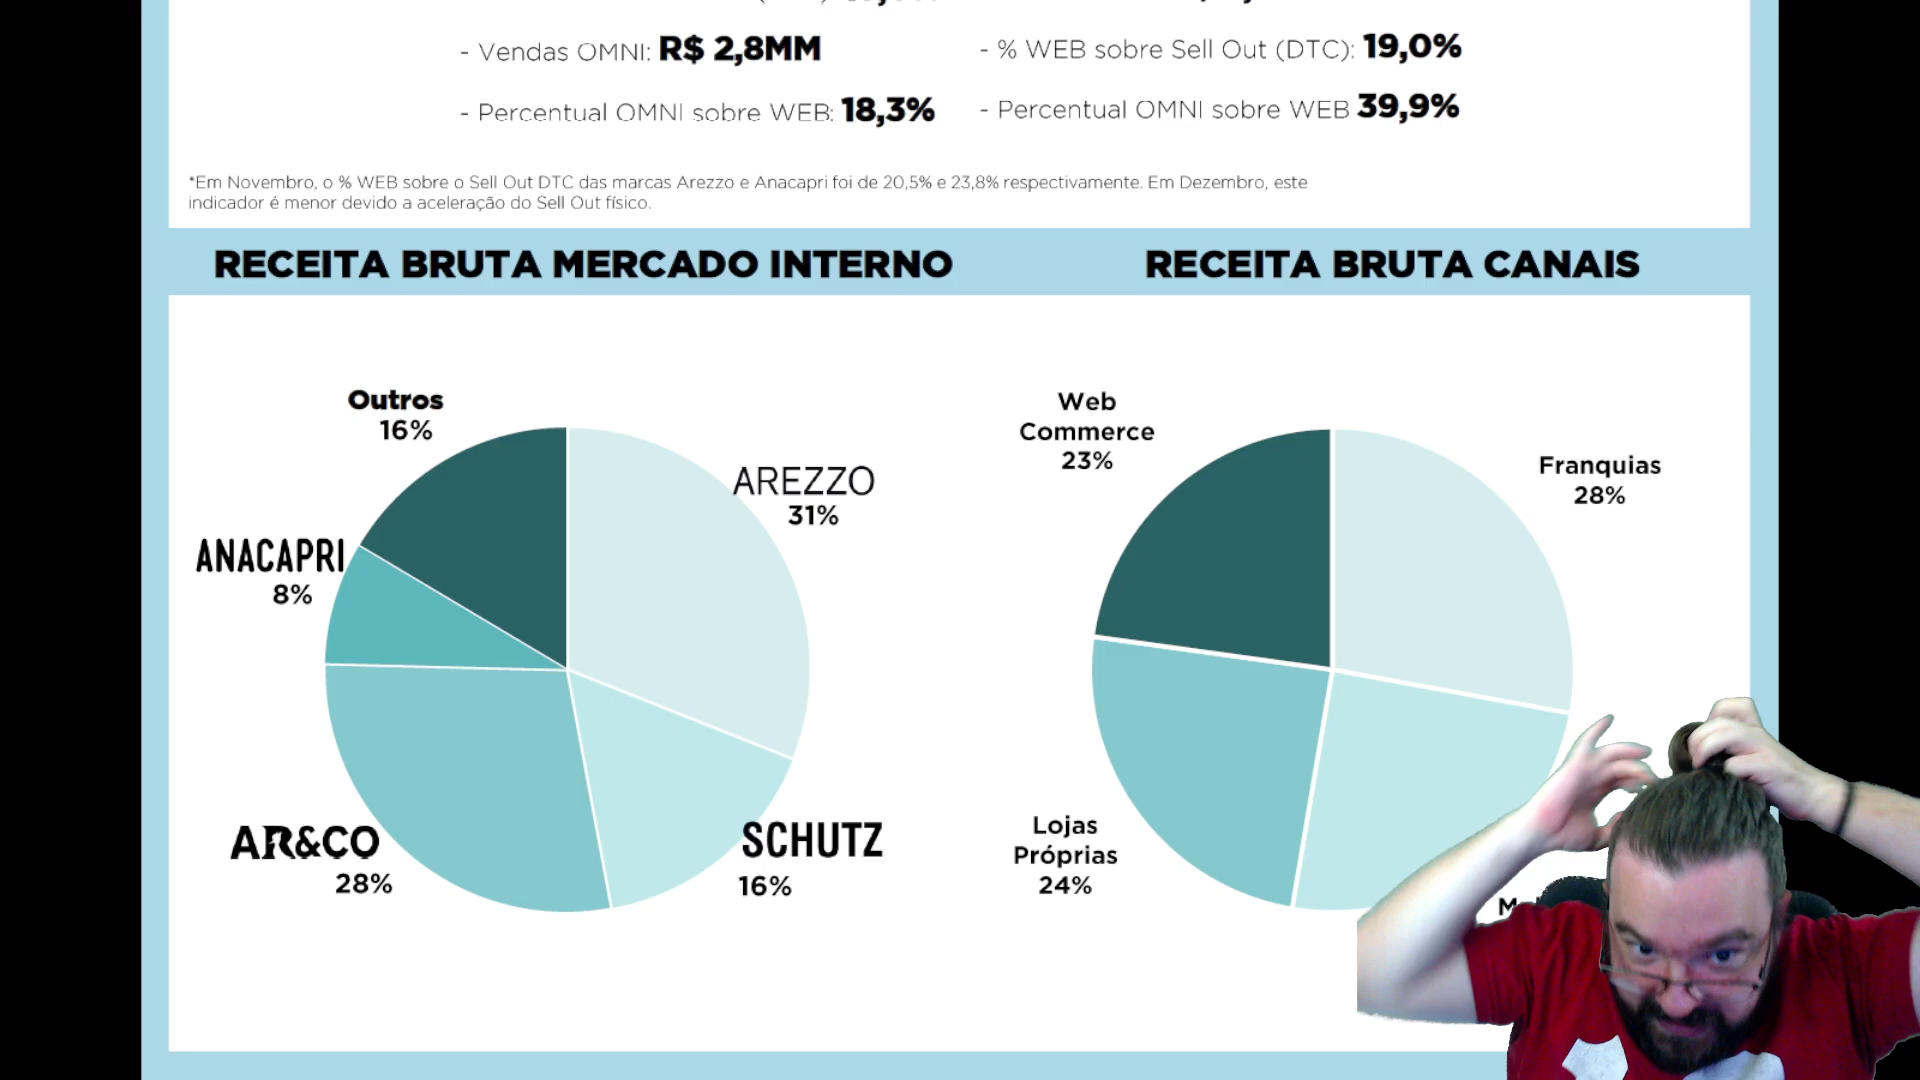 - Vendas OMNI: R$ 2,8MM
- % WEB sobre Sell Out (DTC): 19,0%
- Percentual OMNI sobre WEB: 18,3%
- Percentual OMNI sobre WEB 39,9%
*Em Novembro, o % WEB sobre o Sell Out DTC das marcas Arezzo e Anacapri foi de 20,5% e 23,8% respectivamente. Em Dezembro, este
indicador é menor devido a aceleração do Sell Out físico.
RECEITA BRUTA MERCADO INTERNO
RECEITA BRUTA CANAIS
Outros
16%
AREZZO
31%
ANACAPRI
8%
AR&CO
28%
SCHUTZ
16%
Web
Commerce
23%
Franquias
28%
Lojas
Próprias
24%